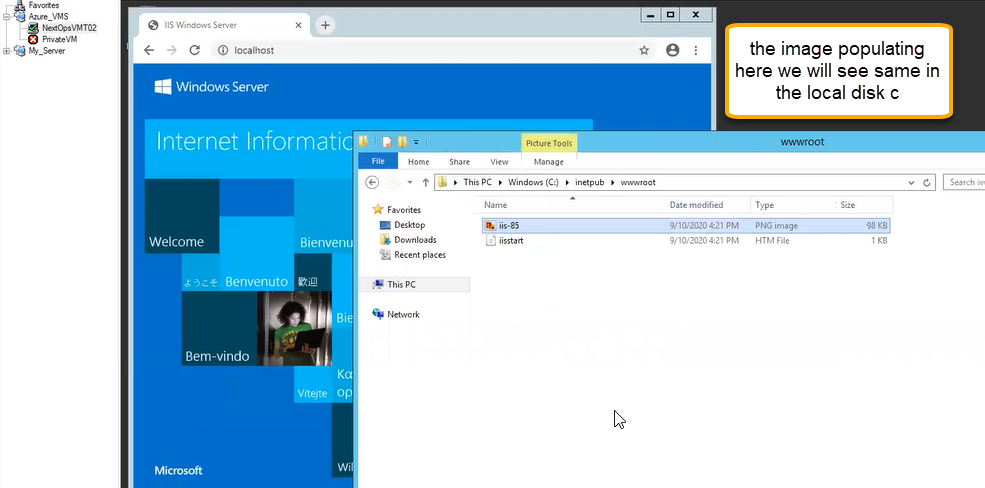 Favorites
Azure_VMS
NextOpsVMT02
PrivateVM
My_Server
IIS Windows Server
localhost
Windows Server
Internet Informatio
Welcome
Bienvenu
ようこそ
Benvenuto
歡迎
Bie
Bem-vindo
Vítejte
Κα
ορ
Wil
Microsoft
the image populating
here we will see same in
the local disk c
Picture Tools
wwwroot
File Home Share View Manage
This PC Windows (C:) inetpub wwwroot
Search ww
Favorites
Desktop
Downloads
Recent places
This PC
Network
Name Date modified Type Size
iis-85 9/10/2020 4:21 PM PNG image 98 KB
iisstart 9/10/2020 4:21 PM HTM File 1 KB